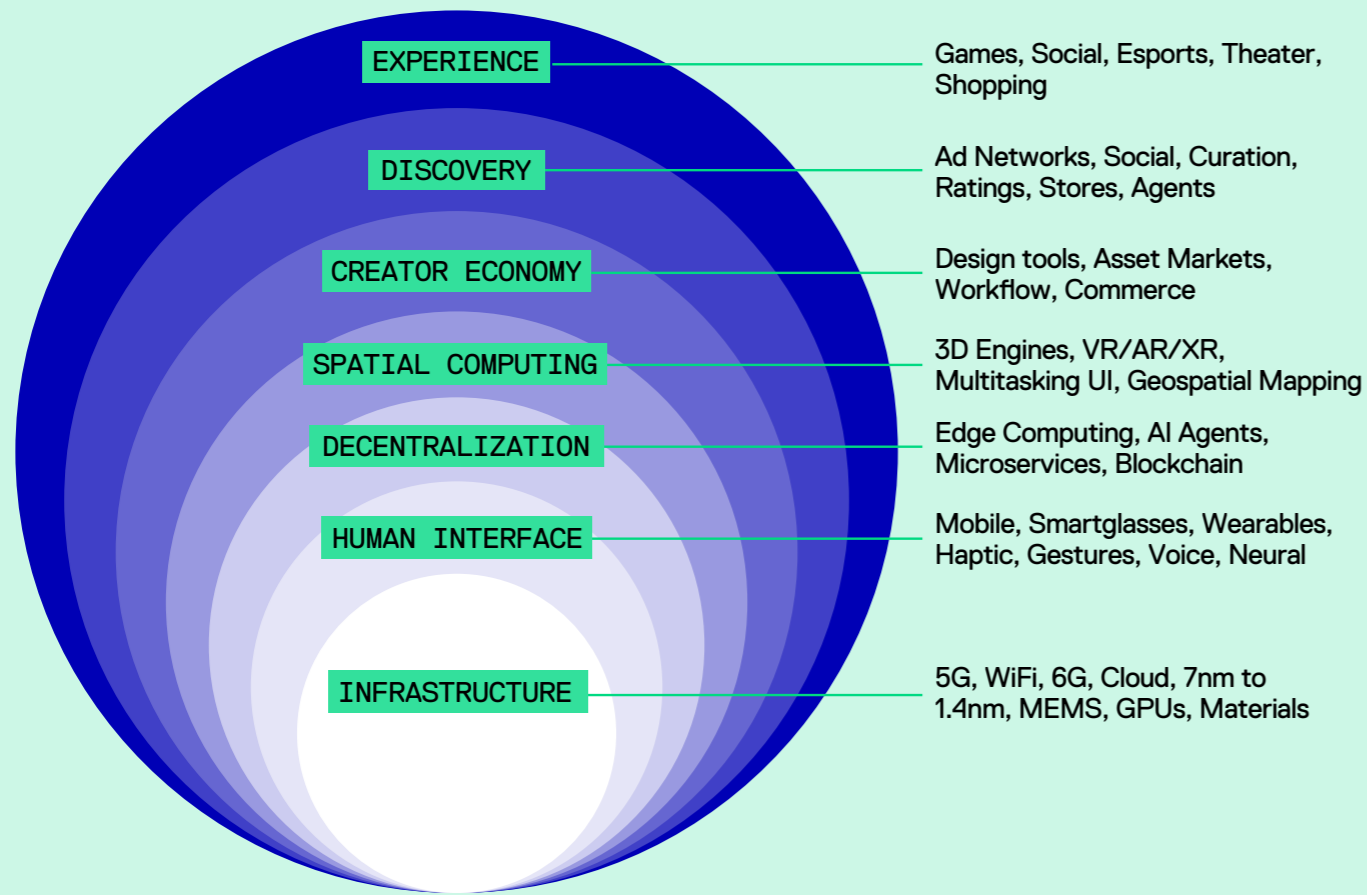 EXPERIENCE
Games, Social, Esports, Theater,
Shopping
DISCOVERY
Ad Networks, Social, Curation,
Ratings, Stores, Agents
CREATOR ECONOMY
Design tools, Asset Markets,
Workflow, Commerce
SPATIAL COMPUTING
3D Engines, VR/AR/XR,
Multitasking UI, Geospatial Mapping
DECENTRALIZATION
Edge Computing, AI Agents,
Microservices, Blockchain
HUMAN INTERFACE
Mobile, Smartglasses, Wearables,
Haptic, Gestures, Voice, Neural
INFRASTRUCTURE
5G, WiFi, 6G, Cloud, 7nm to
1.4nm, MEMS, GPUs, Materials